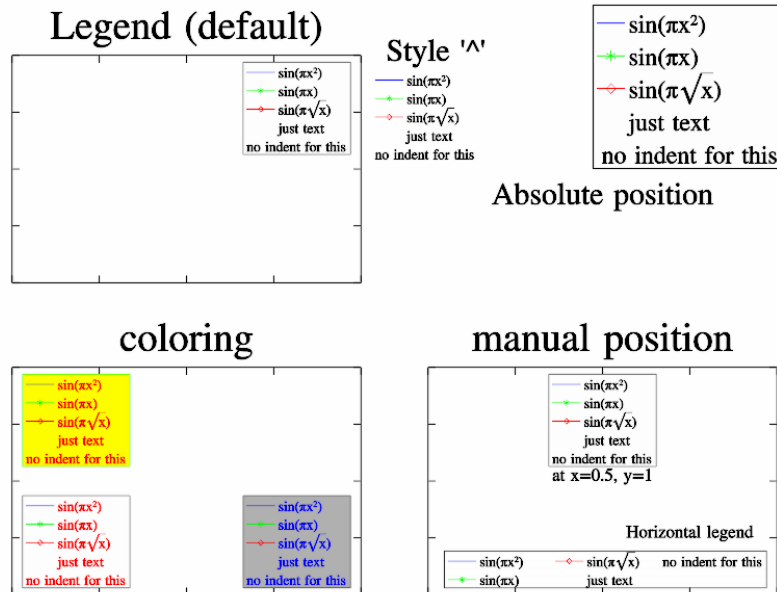 Legend (default)
sin(πx²)
sin(πx)
sin(π√x)
just text
no indent for this
Style '^'
sin(πx²)
sin(πx)
sin(π√x)
just text
no indent for this
sin(πx²)
sin(πx)
sin(π√x)
just text
no indent for this
Absolute position
coloring
sin(πx²)
sin(πx)
sin(π√x)
just text
no indent for this
sin(πx²)
sin(πx)
sin(π√x)
just text
no indent for this
sin(πx²)
sin(πx)
sin(π√x)
just text
no indent for this
manual position
sin(πx²)
sin(πx)
sin(π√x)
just text
no indent for this
at x=0.5, y=1
Horizontal legend
sin(πx²) sin(π√x) no indent for this
sin(πx) just text